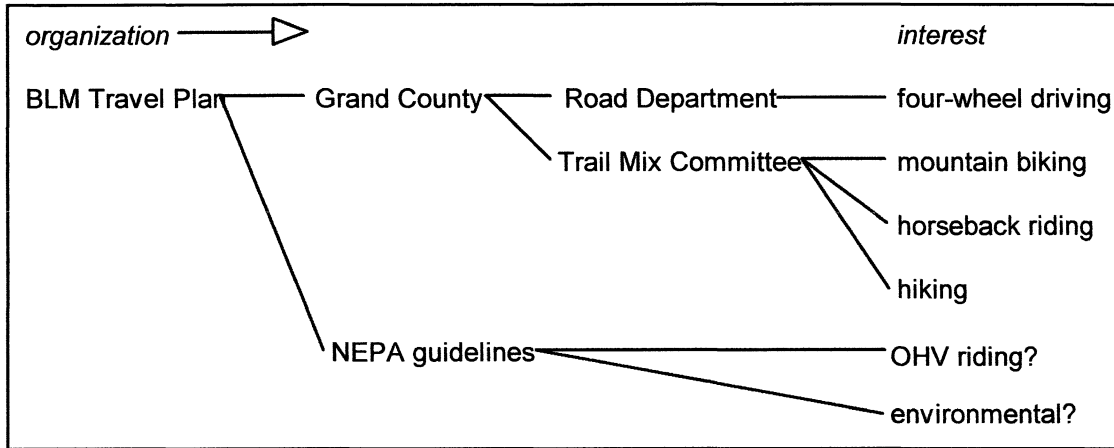 organization interest
BLM Travel Plan Grand County Road Department four-wheel driving
Trail Mix Committee mountain biking
horseback riding
hiking
NEPA guidelines OHV riding?
environmental?